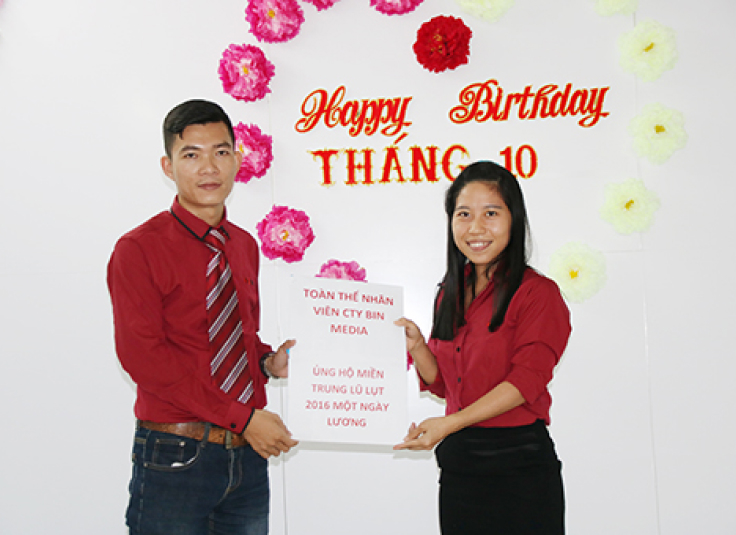 Happy Birthday
THÁNG 10
TOÀN THỂ NHÂN
VIÊN CTY BIN
MEDIA
ỦNG HỘ MIỀN
TRUNG LŨ LỤT
2016 MỘT NGÀY
LƯƠNG